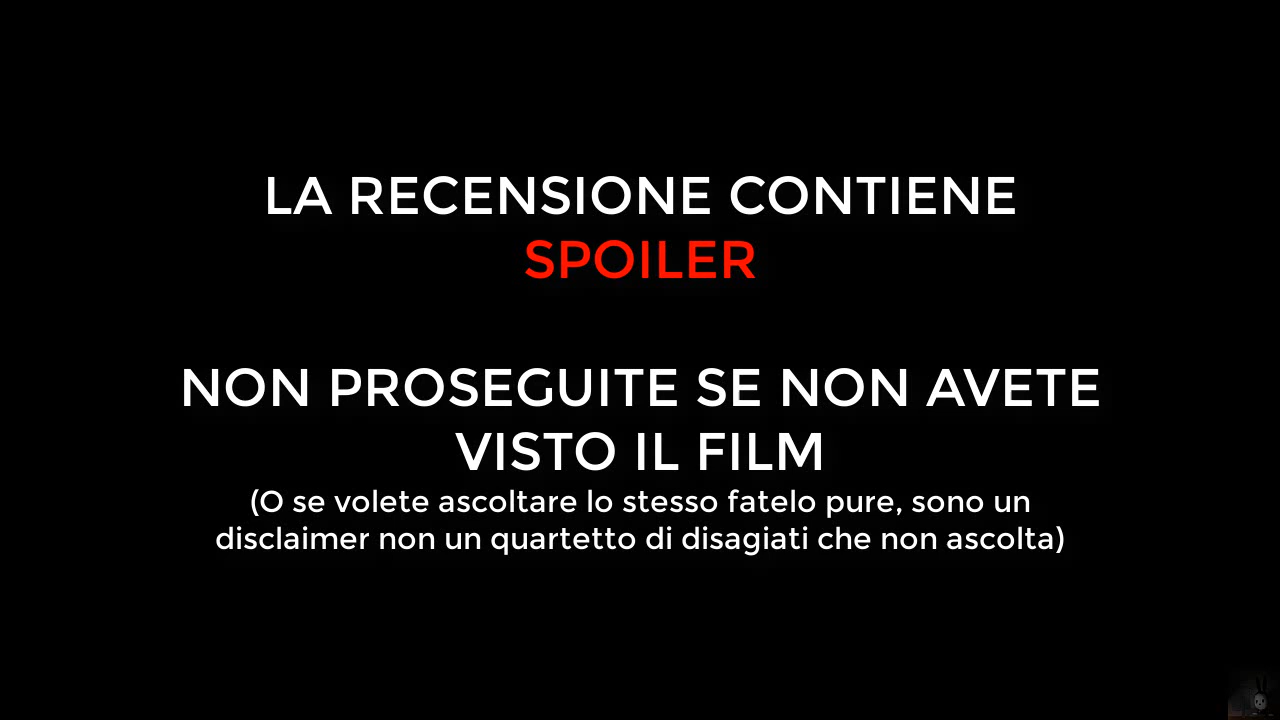 LA RECENSIONE CONTIENE
SPOILER
NON PROSEGUITE SE NON AVETE
VISTO IL FILM
(O se volete ascoltare lo stesso fatelo pure, sono un
disclaimer non un quartetto di disagiati che non ascolta)